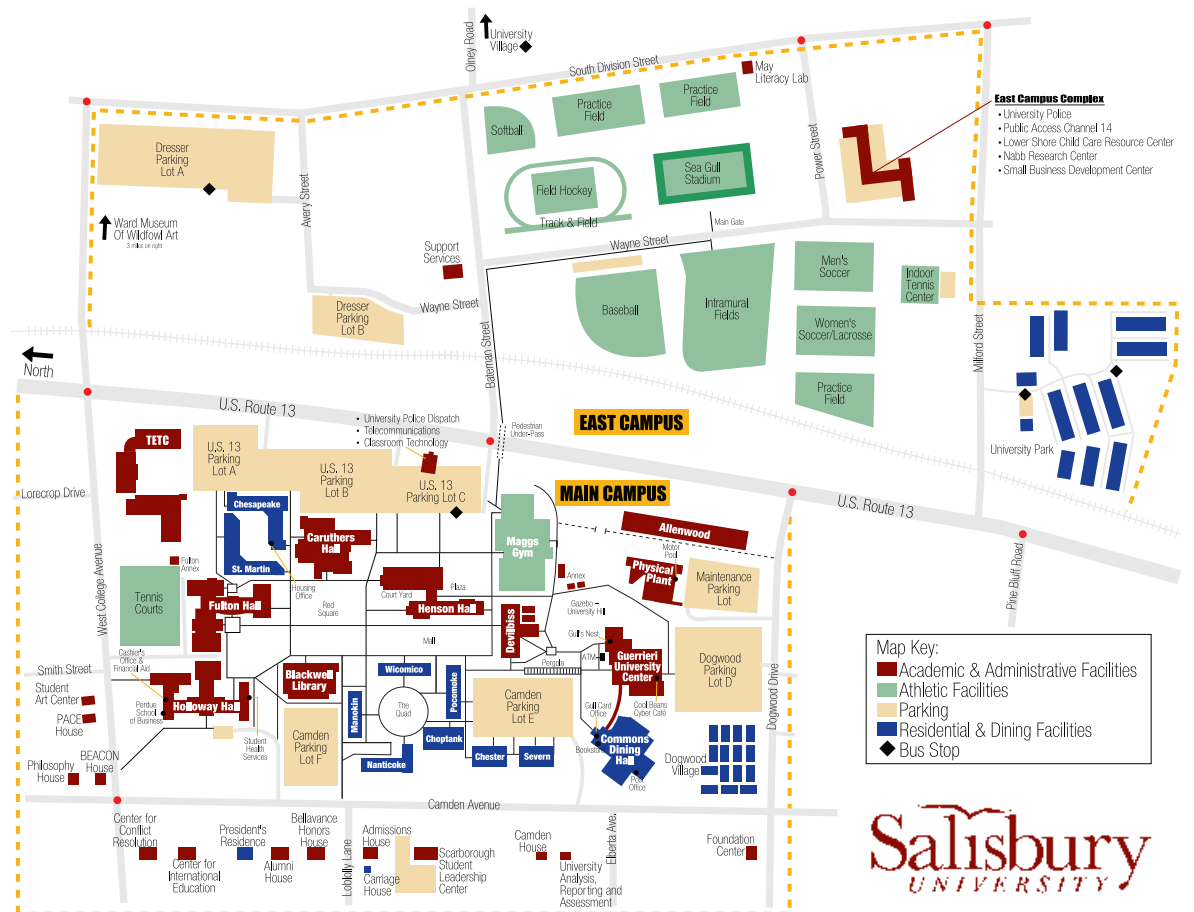 University
Village
Olney Road
South Division Street
May
Literacy Lab
Practice
Field
Practice
Field
Softball
East Campus Complex
• University Police
• Public Access Channel 14
• Lower Shore Child Care Resource Center
• Nabb Research Center
• Small Business Development Center
Dresser
Parking
Lot A
Avery Street
Power Street
Sea Gull
Stadium
Field Hockey
Track & Field
Main Gate
Ward Museum
Of Wildfowl Art
3 miles on right
Support
Services
Wayne Street
Wayne Street
Men's
Soccer
Indoor
Tennis
Center
Dresser
Parking
Lot B
Baseball
Intramural
Fields
Women's
Soccer/Lacrosse
Bateman Street
Milford Street
North
Practice
Field
U.S. Route 13
• University Police Dispatch
• Telecommunications
• Classroom Technology
EAST CAMPUS
Pedestrian
Under-Pass
University Park
TETC
U.S. 13
Parking
Lot A
U.S. 13
Parking
Lot B
U.S. 13
Parking Lot C
MAIN CAMPUS
Lorecrop Drive
Chesapeake
U.S. Route 13
Caruthers
Hall
Maggs
Gym
Allenwood
Motor
Pool
Physical
Plant
Maintenance
Parking
Lot
Pine Bluff Road
West College Avenue
Fulton
Annex
St. Martin
Housing
Office
Tennis
Courts
Fulton Hall
Red
Square
Court Yard
Plaza
Henson Hall
Annex
Gazebo –
University Hill
Devilbiss
Mall
Gull's Nest
ATM
Guerrieri
University
Center
Dogwood
Parking
Lot D
Map Key:
Academic & Administrative Facilities
Athletic Facilities
Parking
Residential & Dining Facilities
Bus Stop
Cashier's
Office &
Financial Aid
Smith Street
Student
Art Center
PACE
House
Perdue
School of
Business
Holloway Hall
Student
Health
Services
Blackwell
Library
Wicomico
Pergola
Manokin
The
Quad
Pocomoke
Camden
Parking
Lot E
Gull Card
Office
Cool Beans
Cyber Café
Bookstore
Commons
Dining
Hall
Post
Office
Camden
Parking
Lot F
Choptank
Nanticoke
Chester
Severn
Dogwood
Village
Dogwood Drive
Philosophy
House
BEACON
House
Camden Avenue
Center for
Conflict
Resolution
Center for
International
Education
President's
Residence
Alumni
House
Bellavance
Honors
House
Loblolly Lane
Admissions
House
Carriage
House
Scarborough
Student
Leadership
Center
Camden
House
University
Analysis,
Reporting and
Assessment
Elberta Ave.
Foundation
Center
Salisbury
UNIVERSITY